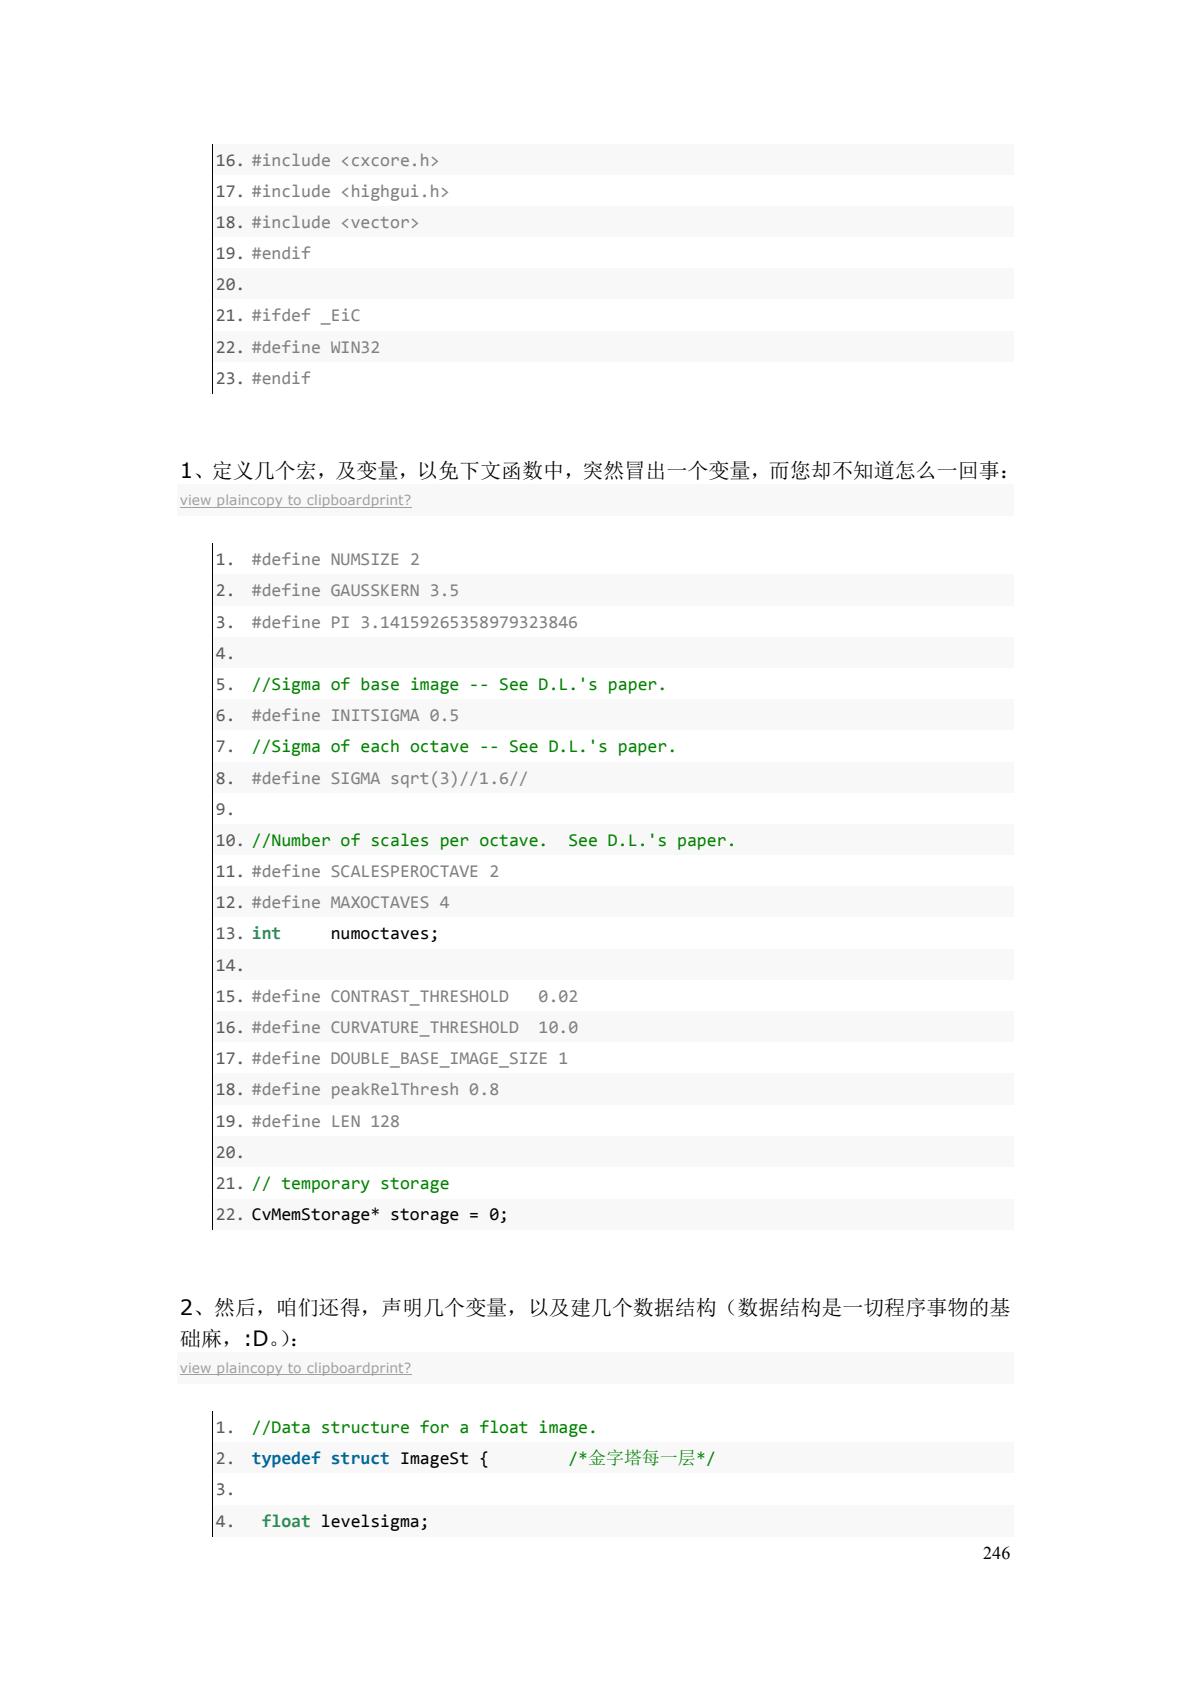 16. #include <cxcore.h>
17. #include <highgui.h>
18. #include <vector>
19. #endif
20.
21. #ifdef _EiC
22. #define WIN32
23. #endif
1、定义几个宏，及变量，以免下文函数中，突然冒出一个变量，而您却不知道怎么一回事：
view plaincopy to clipboardprint?
1. #define NUMSIZE 2
2. #define GAUSSKERN 3.5
3. #define PI 3.14159265358979323846
4.
5. //Sigma of base image -- See D.L.'s paper.
6. #define INITSIGMA 0.5
7. //Sigma of each octave -- See D.L.'s paper.
8. #define SIGMA sqrt(3)//1.6//
9.
10. //Number of scales per octave.  See D.L.'s paper.
11. #define SCALESPEROCTAVE 2
12. #define MAXOCTAVES 4
13. int     numoctaves;
14.
15. #define CONTRAST_THRESHOLD   0.02
16. #define CURVATURE_THRESHOLD  10.0
17. #define DOUBLE_BASE_IMAGE_SIZE 1
18. #define peakRelThresh 0.8
19. #define LEN 128
20.
21. // temporary storage
22. CvMemStorage* storage = 0;
2、然后，咱们还得，声明几个变量，以及建几个数据结构（数据结构是一切程序事物的基
础麻，:D。）：
view plaincopy to clipboardprint?
1. //Data structure for a float image.
2. typedef struct ImageSt {        /*金字塔每一层*/
3.
4.  float levelsigma;
246